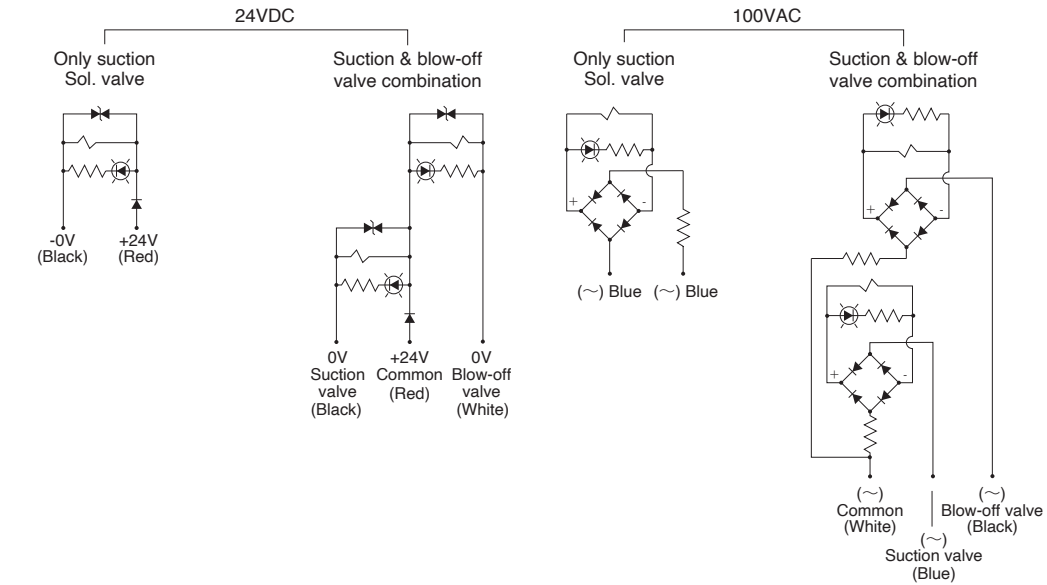 24VDC
Only suction
Sol. valve
-0V
(Black)
+24V
(Red)
Suction & blow-off
valve combination
0V
Suction
valve
(Black)
+24V
Common
(Red)
0V
Blow-off
valve
(White)
100VAC
Only suction
Sol. valve
+
-
(～) Blue
(～) Blue
Suction & blow-off
valve combination
+
-
+
-
(～)
Common
(White)
(～)
Suction valve
(Blue)
(～)
Blow-off valve
(Black)